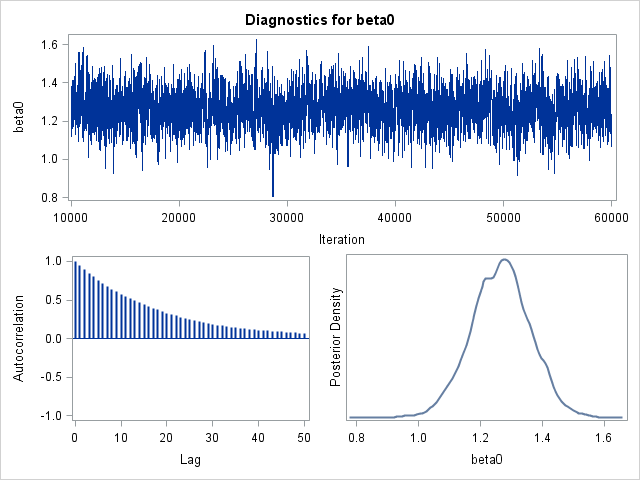 Diagnostics for beta0
beta0
1.6
1.4
1.2
1.0
0.8
10000 20000 30000 40000 50000 60000
Iteration
Autocorrelation
1.0
0.5
0.0
-0.5
-1.0
0 10 20 30 40 50
Lag
Posterior Density
0.8 1.0 1.2 1.4 1.6
beta0